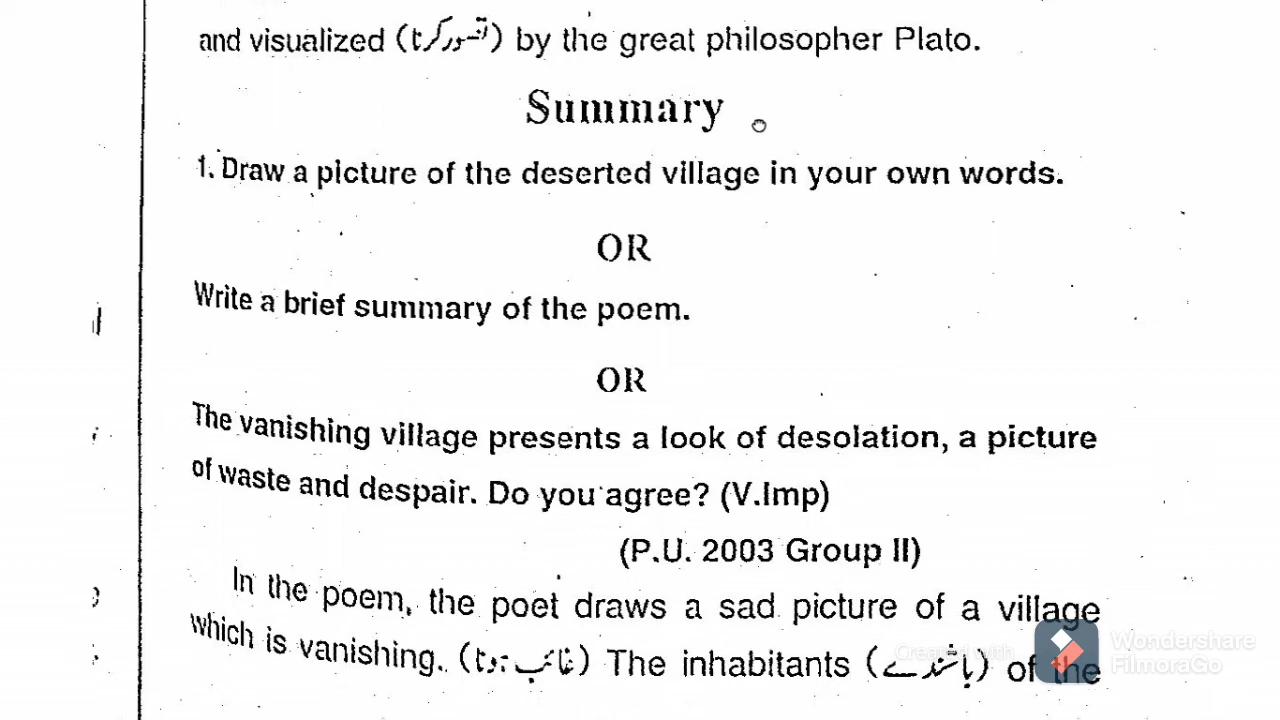 and visualized (تصور کرنا) by the great philosopher Plato.
Summary
1. Draw a picture of the deserted village in your own words.
OR
Write a brief summary of the poem.
OR
The vanishing village presents a look of desolation, a picture
of waste and despair. Do you agree? (V.Imp)
(P.U. 2003 Group II)
In the poem, the poet draws a sad picture of a village
which is vanishing. (غائب ہونا) The inhabitants (باشندے) of the
Created with
Wondershare
FilmoraGo